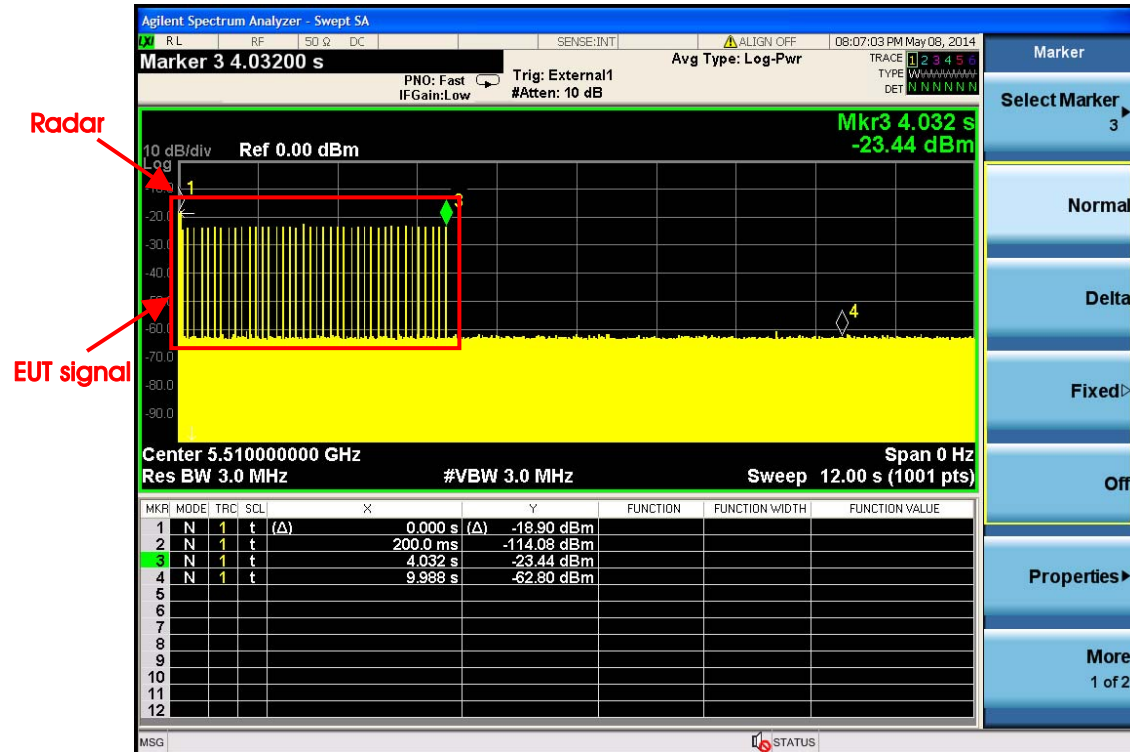 Agilent Spectrum Analyzer - Swept SA
LXI RL RF 50 Ω DC SENSE:INT ALIGN OFF 08:07:03 PM May 08, 2014
Marker 3 4.03200 s
PNO: Fast
IFGain:Low
Trig: External1
#Atten: 10 dB
Avg Type: Log-Pwr
TRACE 1 2 3 4 5 6
TYPE W
DET N N N N N N
Marker
Select Marker
3
Normal
Delta
Fixed
Off
Properties
More
1 of 2
Radar
EUT signal
Mkr3 4.032 s
-23.44 dBm
10 dB/div Ref 0.00 dBm
Log
-10.0
-20.0
-30.0
-40.0
-50.0
-60.0
-70.0
-80.0
-90.0
1
3
4
Center 5.510000000 GHz Span 0 Hz
Res BW 3.0 MHz #VBW 3.0 MHz Sweep 12.00 s (1001 pts)
MKR MODE TRC SCL X Y FUNCTION FUNCTION WIDTH FUNCTION VALUE
1 N 1 t (Δ) 0.000 s (Δ) -18.90 dBm
2 N 1 t 200.0 ms -114.08 dBm
3 N 1 t 4.032 s -23.44 dBm
4 N 1 t 9.988 s -62.80 dBm
5
6
7
8
9
10
11
12
MSG STATUS